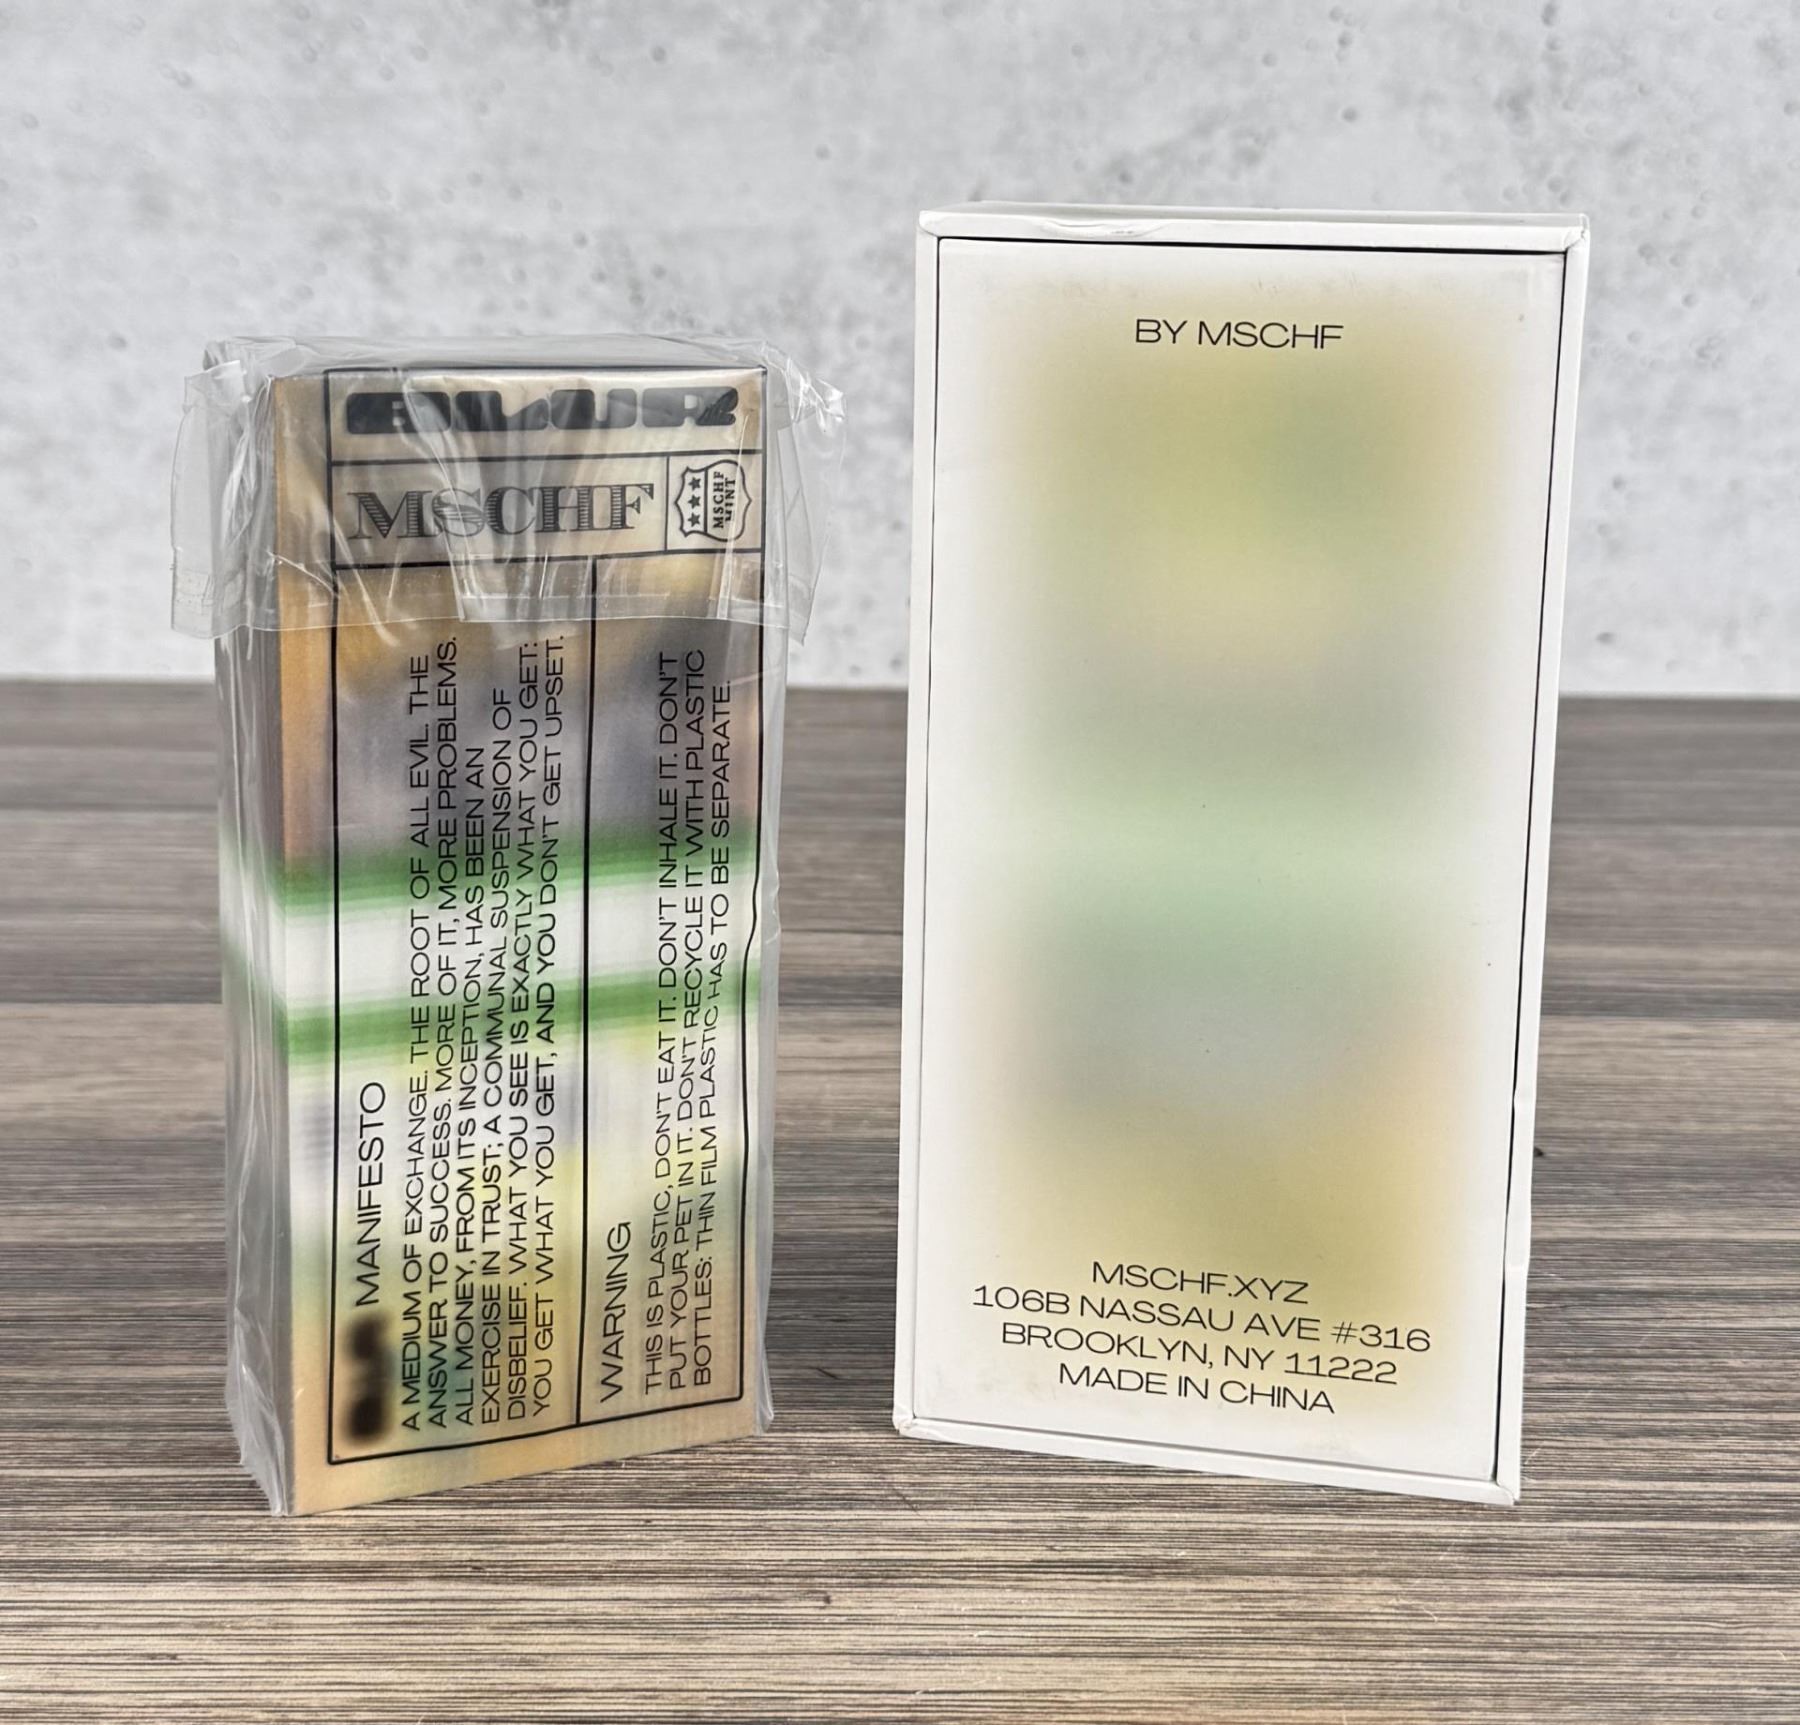 BLUR
MSCHF
MSCHF
MINT
MANIFESTO
A MEDIUM OF EXCHANGE. THE ROOT OF ALL EVIL. THE
ANSWER TO SUCCESS. MORE OF IT, MORE PROBLEMS.
ALL MONEY, FROM ITS INCEPTION, HAS BEEN AN
EXERCISE IN TRUST; A COMMUNAL SUSPENSION OF
DISBELIEF. WHAT YOU SEE IS EXACTLY WHAT YOU GET:
YOU GET WHAT YOU GET, AND YOU DON'T GET UPSET.
WARNING
THIS IS PLASTIC, DON'T EAT IT. DON'T INHALE IT. DON'T
PUT YOUR PET IN IT. DON'T RECYCLE IT WITH PLASTIC
BOTTLES: THIN FILM PLASTIC HAS TO BE SEPARATE.
BY MSCHF
MSCHF.XYZ
106B NASSAU AVE #316
BROOKLYN, NY 11222
MADE IN CHINA